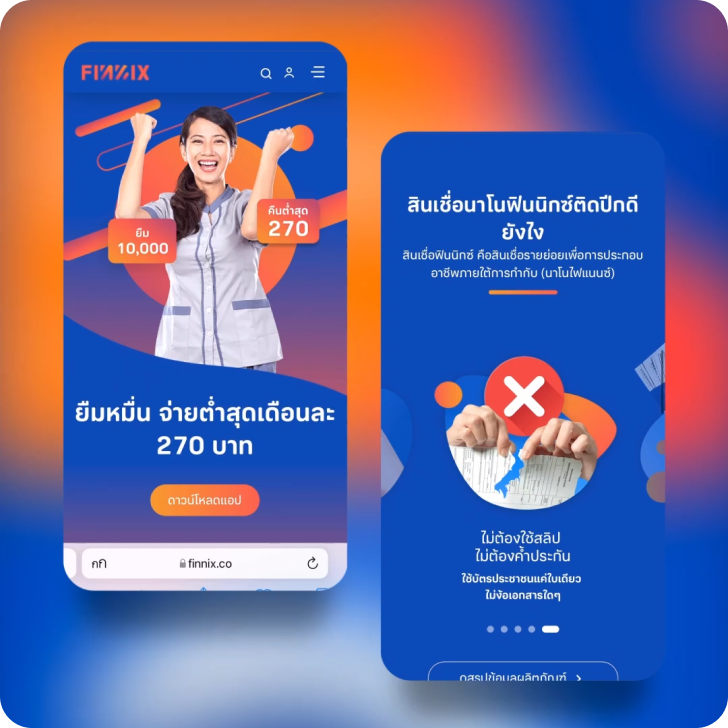 FINNIX
ยืม
10,000
คืนต่ำสุด
270
ยืมหมื่น จ่ายต่ำสุดเดือนละ
270 บาท
ดาวน์โหลดแอป
finnix.co
สินเชื่อนาโนฟินนิกซ์ติดปีกดี
ยังไง
สินเชื่อฟินนิกซ์ คือสินเชื่อรายย่อยเพื่อการประกอบ
อาชีพภายใต้การกำกับ (นาโนไฟแนนซ์)
ไม่ต้องใช้สลิป
ไม่ต้องค้ำประกัน
ใช้บัตรประชาชนแค่ใบเดียว
ไม่ง้อเอกสารใดๆ
ดูสรุปข้อมูลผลิตภัณฑ์